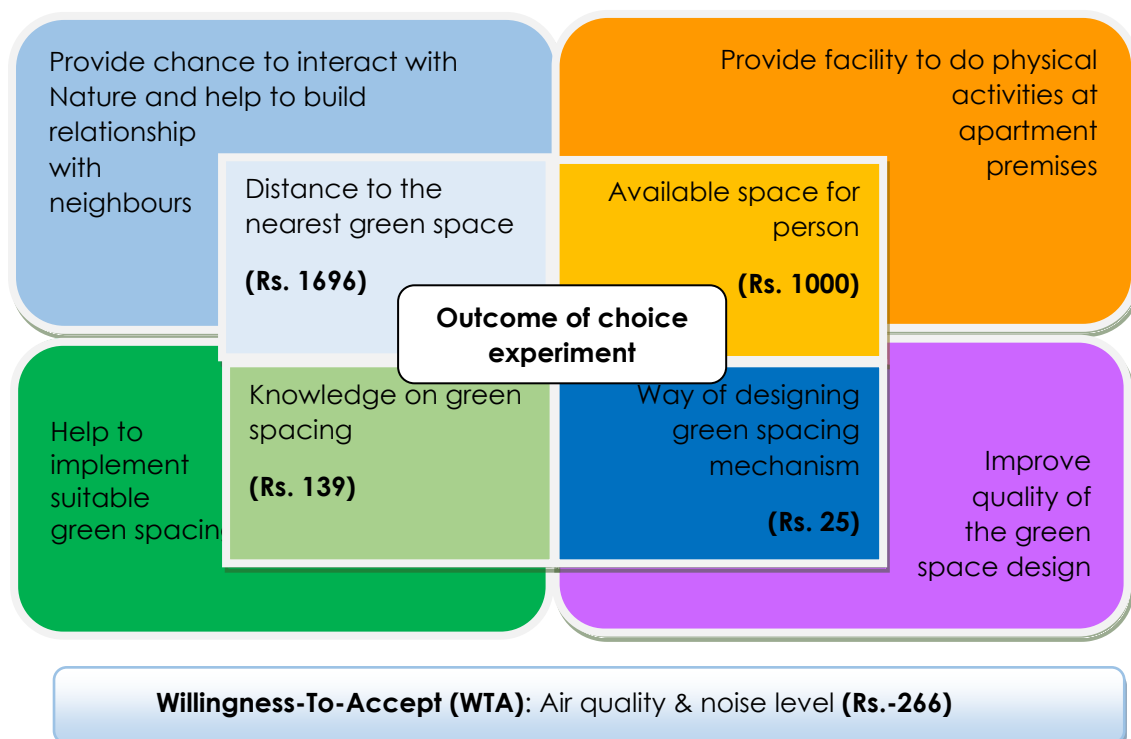 Provide chance to interact with
Nature and help to build
relationship
with
neighbours
Provide facility to do physical
activities at
apartment
premises
Distance to the
nearest green space
(Rs. 1696)
Available space for
person
(Rs. 1000)
Outcome of choice
experiment
Knowledge on green
spacing
(Rs. 139)
Way of designing
green spacing
mechanism
(Rs. 25)
Help to
implement
suitable
green spacin
Improve
quality of
the green
space design
Willingness-To-Accept (WTA): Air quality & noise level (Rs.-266)